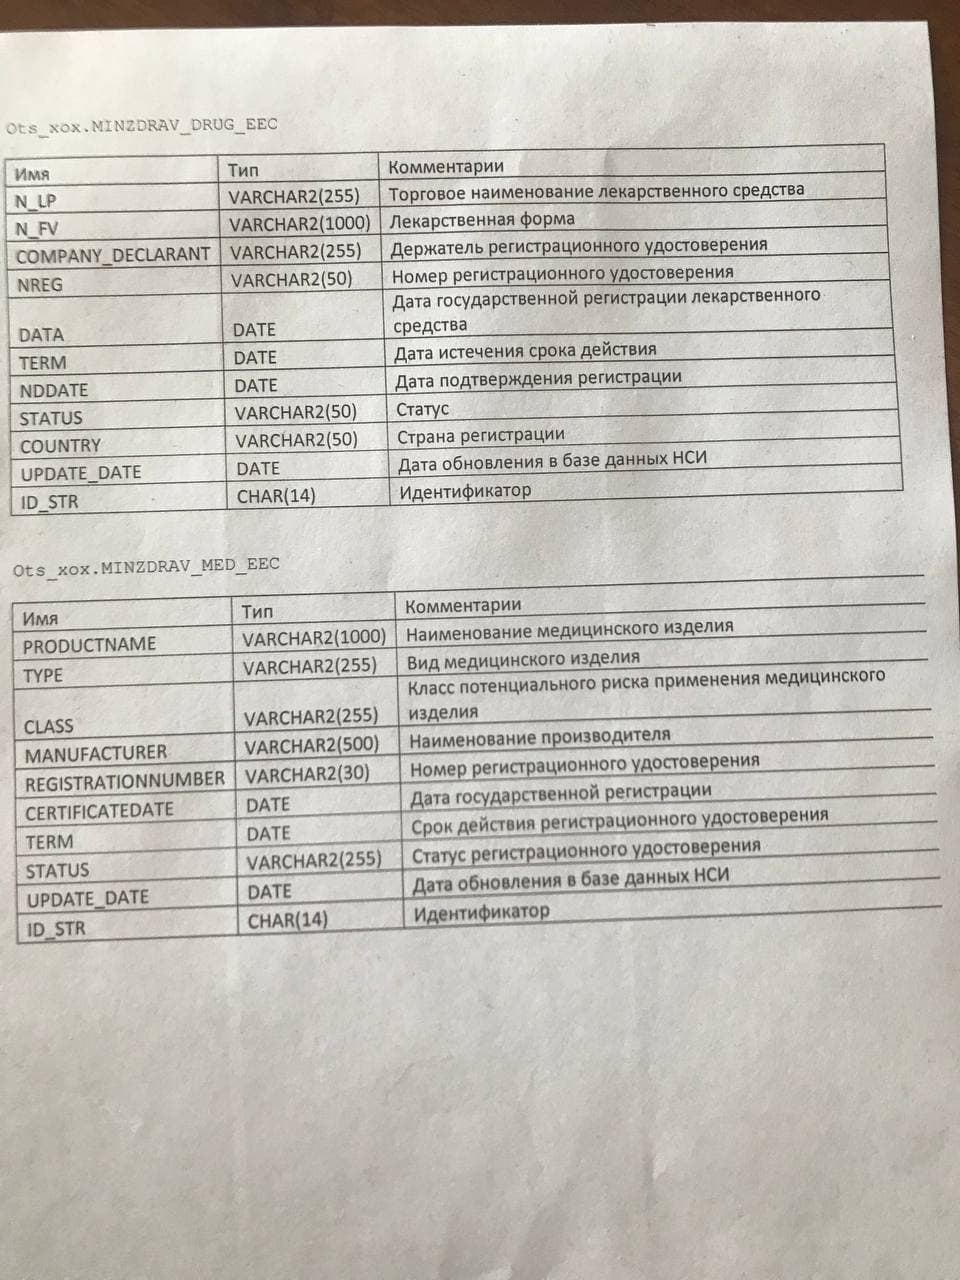 Ots_xox.MINZDRAV_DRUG_EEC
Имя Тип Комментарии
N_LP VARCHAR2(255) Торговое наименование лекарственного средства
N_FV VARCHAR2(1000) Лекарственная форма
COMPANY_DECLARANT VARCHAR2(255) Держатель регистрационного удостоверения
NREG VARCHAR2(50) Номер регистрационного удостоверения
Дата государственной регистрации лекарственного
DATA DATE средства
TERM DATE Дата истечения срока действия
NDDATE DATE Дата подтверждения регистрации
STATUS VARCHAR2(50) Статус
COUNTRY VARCHAR2(50) Страна регистрации
UPDATE_DATE DATE Дата обновления в базе данных НСИ
ID_STR CHAR(14) Идентификатор
Ots_xox.MINZDRAV_MED_EEC
Имя Тип Комментарии
PRODUCTNAME VARCHAR2(1000) Наименование медицинского изделия
TYPE VARCHAR2(255) Вид медицинского изделия
Класс потенциального риска применения медицинского
CLASS VARCHAR2(255) изделия
MANUFACTURER VARCHAR2(500) Наименование производителя
REGISTRATIONNUMBER VARCHAR2(30) Номер регистрационного удостоверения
CERTIFICATEDATE DATE Дата государственной регистрации
TERM DATE Срок действия регистрационного удостоверения
STATUS VARCHAR2(255) Статус регистрационного удостоверения
UPDATE_DATE DATE Дата обновления в базе данных НСИ
ID_STR CHAR(14) Идентификатор